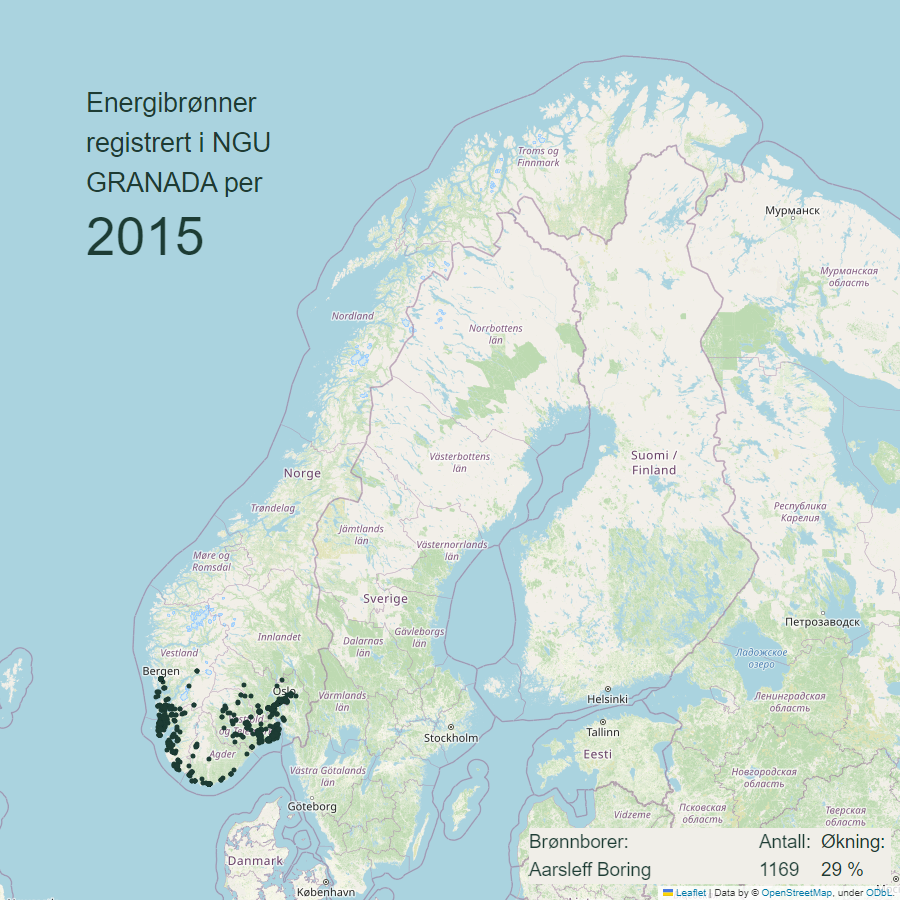 Energibrønner
registrert i NGU
GRANADA per
2015
Troms og
Finnmark
Мурманск
Мурманская
область
Nordland
Norrbottens
län
Västerbottens
län
Suomi /
Finland
Norge
Trøndelag
Республика
Карелия
Jämtlands
län
Västernorrlands
län
Møre og
Romsdal
Sverige
Петрозаводск
Innlandet
Gävleborgs
län
Dalarnas
län
Vestland
Ладожское
озеро
Bergen
Oslo
Värmlands
län
Helsinki
Ленинградская
область
Stockholm
Tallinn
Eesti
Agder
Västra Götalands
län
Новгородская
область
Göteborg
Vidzeme
Псковская
область
Тверская
область
Danmark
København
Brønnborer: Antall: Økning:
Aarsleff Boring 1169 29 %
Leaflet | Data by © OpenStreetMap, under ODbL.